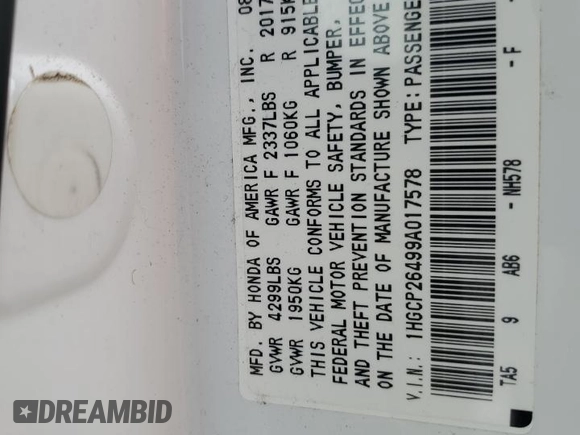 MFD. BY HONDA OF AMERICA MFG., INC. 08
GVWR 4299LBS GAWR F 2337LBS R 2017
GVWR 1950KG GAWR F 1060KG R 915K
THIS VEHICLE CONFORMS TO ALL APPLICABLE
FEDERAL MOTOR VEHICLE SAFETY, BUMPER,
AND THEFT PREVENTION STANDARDS IN EFFEC
ON THE DATE OF MANUFACTURE SHOWN ABOVE
V.I.N.: 1HGCP26499A017578 TYPE: PASSENGE
TA5 9 AB6 - NH578 - F
DREAMBID